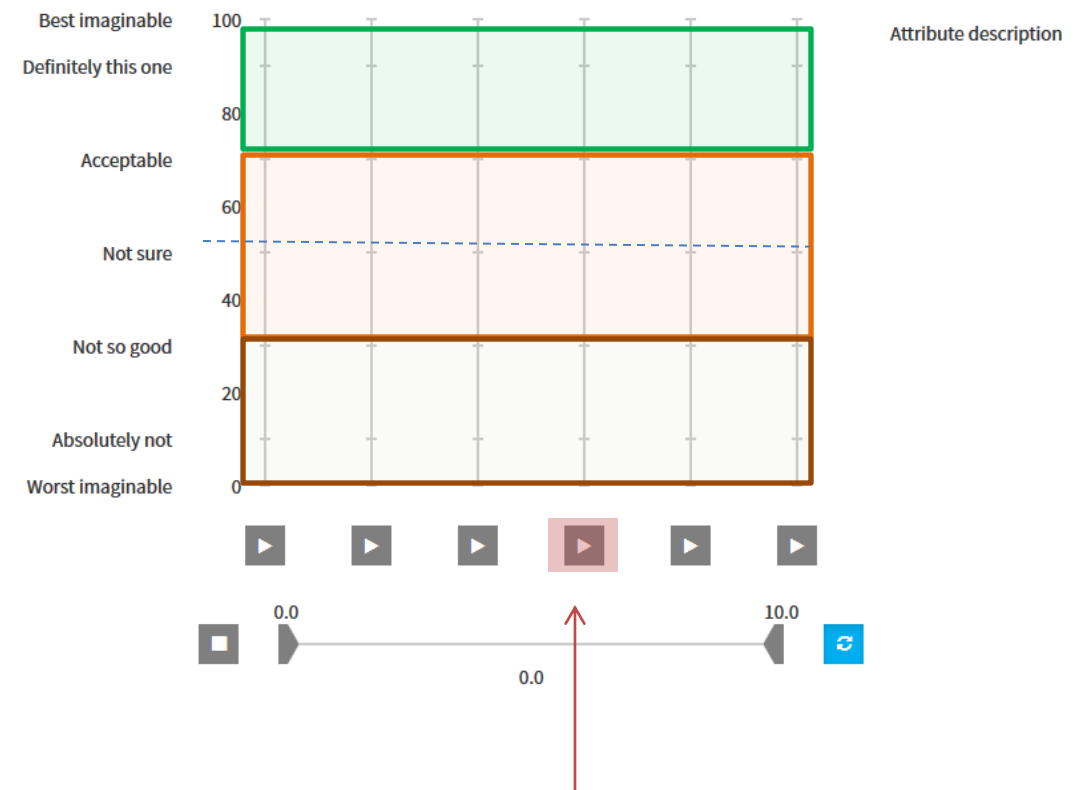 Best imaginable 100
Attribute description
Definitely this one
80
Acceptable
60
Not sure
40
Not so good
20
Absolutely not
Worst imaginable 0
0.0 10.0
0.0